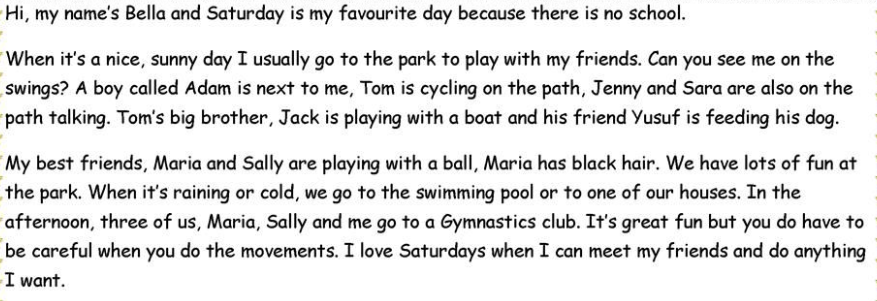 Hi, my name's Bella and Saturday is my favourite day because there is no school.
When it's a nice, sunny day I usually go to the park to play with my friends. Can you see me on the
swings? A boy called Adam is next to me, Tom is cycling on the path, Jenny and Sara are also on the
path talking. Tom's big brother, Jack is playing with a boat and his friend Yusuf is feeding his dog.
My best friends, Maria and Sally are playing with a ball, Maria has black hair. We have lots of fun at
the park. When it's raining or cold, we go to the swimming pool or to one of our houses. In the
afternoon, three of us, Maria, Sally and me go to a Gymnastics club. It's great fun but you do have to
be careful when you do the movements. I love Saturdays when I can meet my friends and do anything
I want.